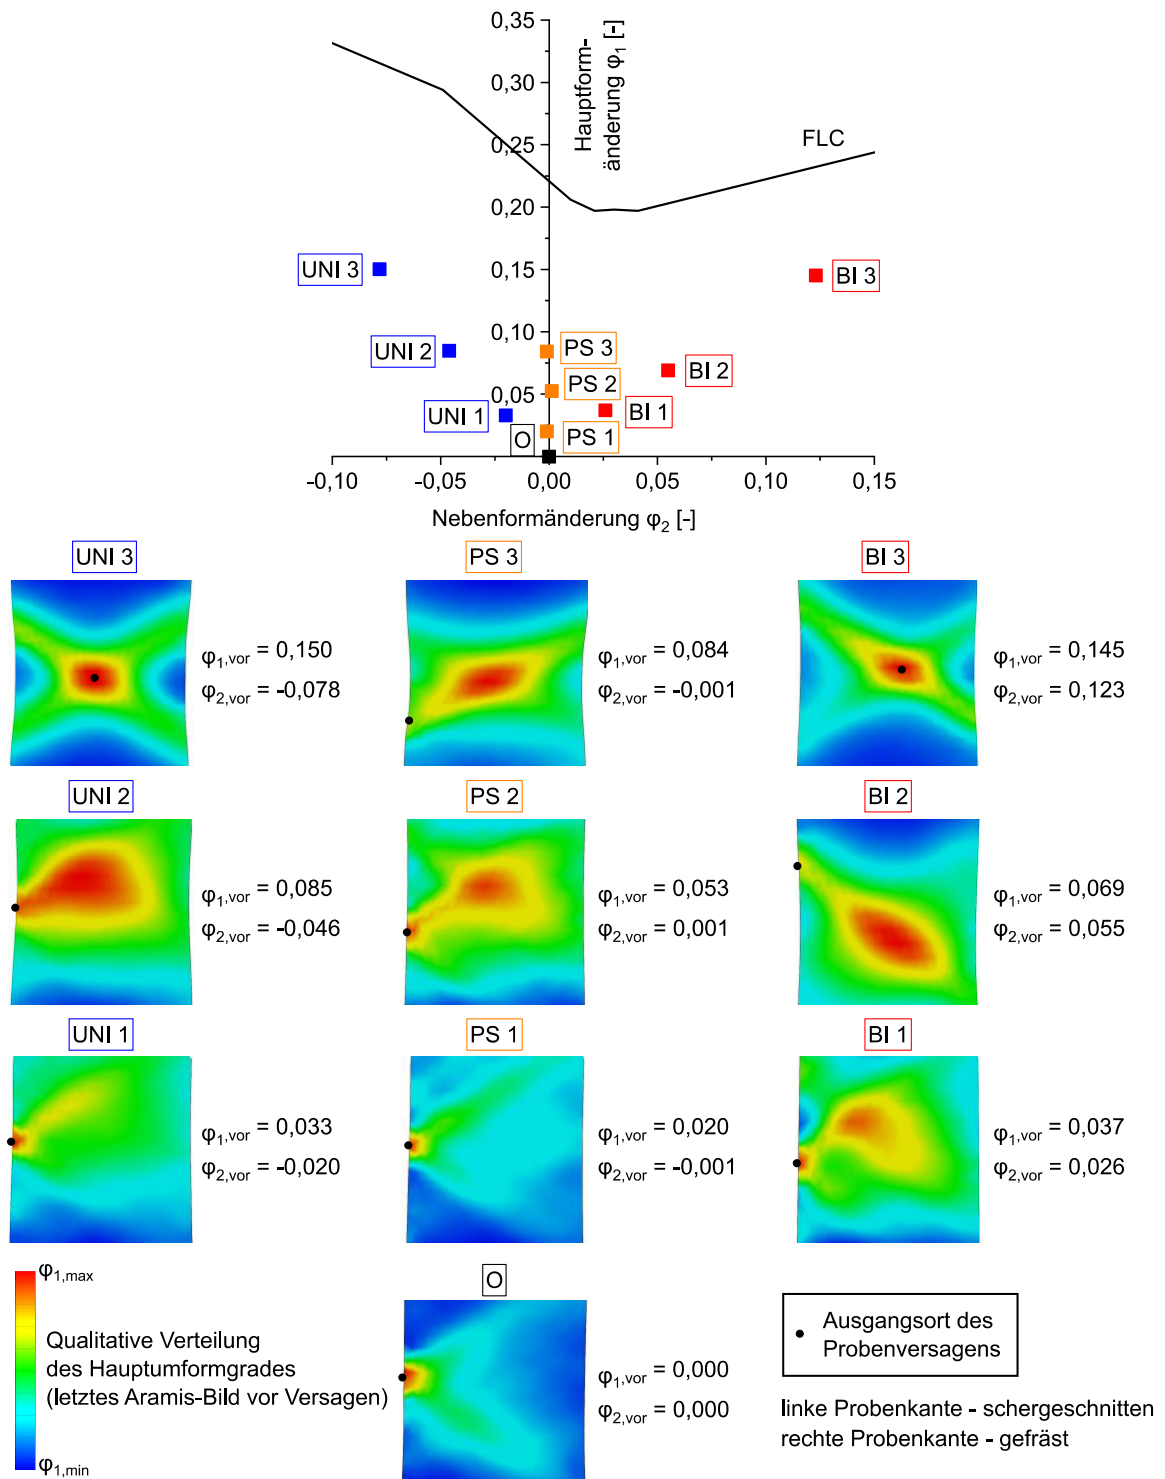 0,35
0,30
0,25
0,20
0,15
0,10
0,05
Hauptform-
änderung φ1 [-]
FLC
UNI 3
BI 3
UNI 2
PS 3
BI 2
PS 2
UNI 1
BI 1
O
PS 1
-0,10 -0,05 0,00 0,05 0,10 0,15
Nebenformänderung φ2 [-]
UNI 3
φ1,vor = 0,150
φ2,vor = -0,078
PS 3
φ1,vor = 0,084
φ2,vor = -0,001
BI 3
φ1,vor = 0,145
φ2,vor = 0,123
UNI 2
φ1,vor = 0,085
φ2,vor = -0,046
PS 2
φ1,vor = 0,053
φ2,vor = 0,001
BI 2
φ1,vor = 0,069
φ2,vor = 0,055
UNI 1
φ1,vor = 0,033
φ2,vor = -0,020
PS 1
φ1,vor = 0,020
φ2,vor = -0,001
BI 1
φ1,vor = 0,037
φ2,vor = 0,026
φ1,max
Qualitative Verteilung
des Hauptumformgrades
(letztes Aramis-Bild vor Versagen)
φ1,min
O
φ1,vor = 0,000
φ2,vor = 0,000
Ausgangsort des
Probenversagens
linke Probenkante - schergeschnitten
rechte Probenkante - gefräst